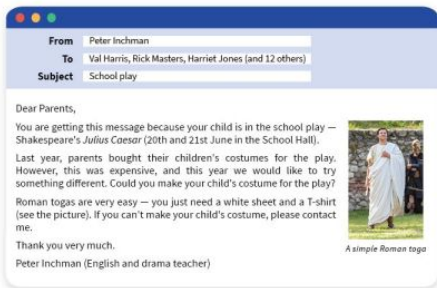 From Peter Inchman
To Val Harris, Rick Masters, Harriet Jones (and 12 others)
Subject School play
Dear Parents,
You are getting this message because your child is in the school play —
Shakespeare's Julius Caesar (20th and 21st June in the School Hall).
Last year, parents bought their children's costumes for the play.
However, this was expensive, and this year we would like to try
something different. Could you make your child's costume for the play?
Roman togas are very easy — you just need a white sheet and a T-shirt
(see the picture). If you can't make your child's costume, please contact
me.
Thank you very much.
Peter Inchman (English and drama teacher)
A simple Roman toga